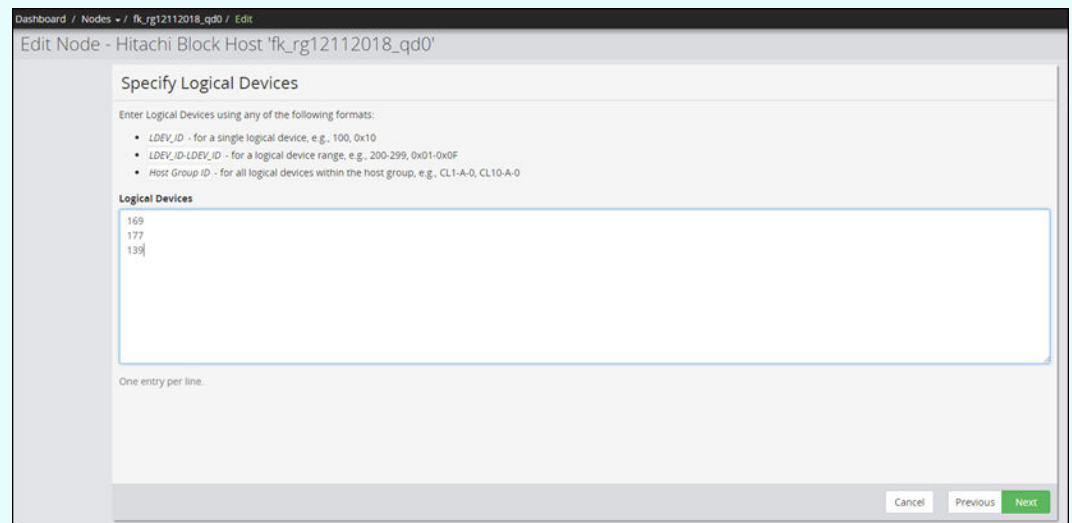 Dashboard / Nodes / fk_rg12112018_qd0 / Edit
Edit Node - Hitachi Block Host 'fk_rg12112018_qd0'
Specify Logical Devices
Enter Logical Devices using any of the following formats:
• LDEV_ID - for a single logical device, e.g., 100, 0x10
• LDEV_ID-LDEV_ID - for a logical device range, e.g., 200-299, 0x01-0x0F
• Host Group ID - for all logical devices within the host group, e.g., CL1-A-0, CL10-A-0
Logical Devices
169
177
139
One entry per line.
Cancel Previous Next